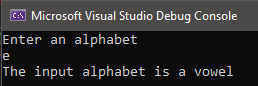 Microsoft Visual Studio Debug Console
Enter an alphabet
e
The input alphabet is a vowel